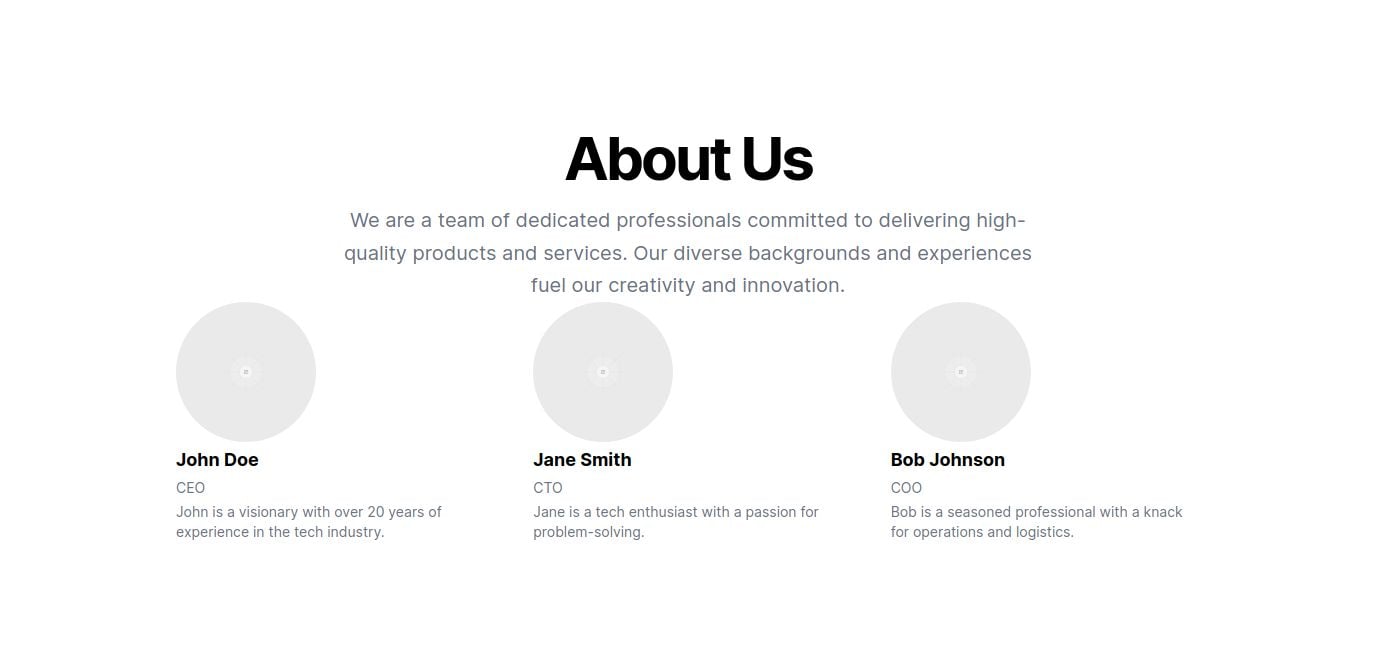 About Us
We are a team of dedicated professionals committed to delivering high-
quality products and services. Our diverse backgrounds and experiences
fuel our creativity and innovation.
John Doe
CEO
John is a visionary with over 20 years of
experience in the tech industry.
Jane Smith
CTO
Jane is a tech enthusiast with a passion for
problem-solving.
Bob Johnson
COO
Bob is a seasoned professional with a knack
for operations and logistics.